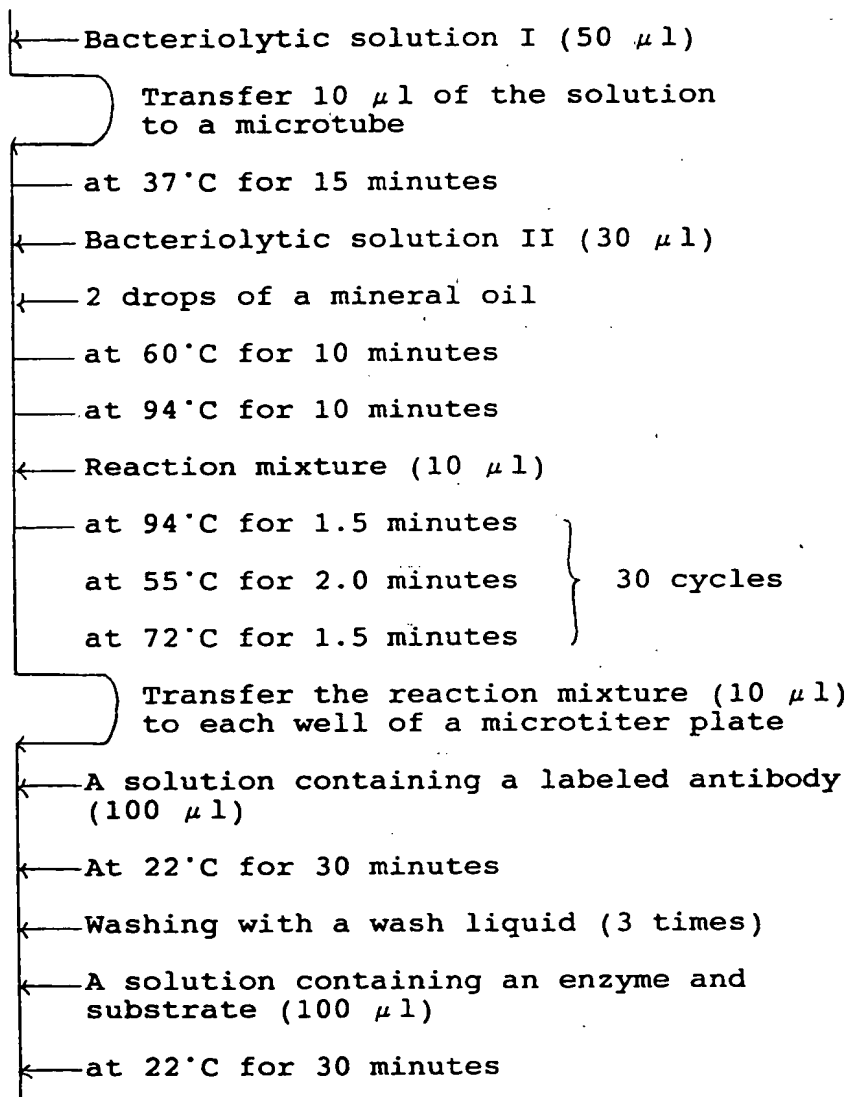 Bacteriolytic solution I (50 μl)
Transfer 10 μl of the solution
to a microtube
at 37°C for 15 minutes
Bacteriolytic solution II (30 μl)
2 drops of a mineral oil
at 60°C for 10 minutes
at 94°C for 10 minutes
Reaction mixture (10 μl)
at 94°C for 1.5 minutes
at 55°C for 2.0 minutes 30 cycles
at 72°C for 1.5 minutes
Transfer the reaction mixture (10 μl)
to each well of a microtiter plate
A solution containing a labeled antibody
(100 μl)
At 22°C for 30 minutes
Washing with a wash liquid (3 times)
A solution containing an enzyme and
substrate (100 μl)
at 22°C for 30 minutes